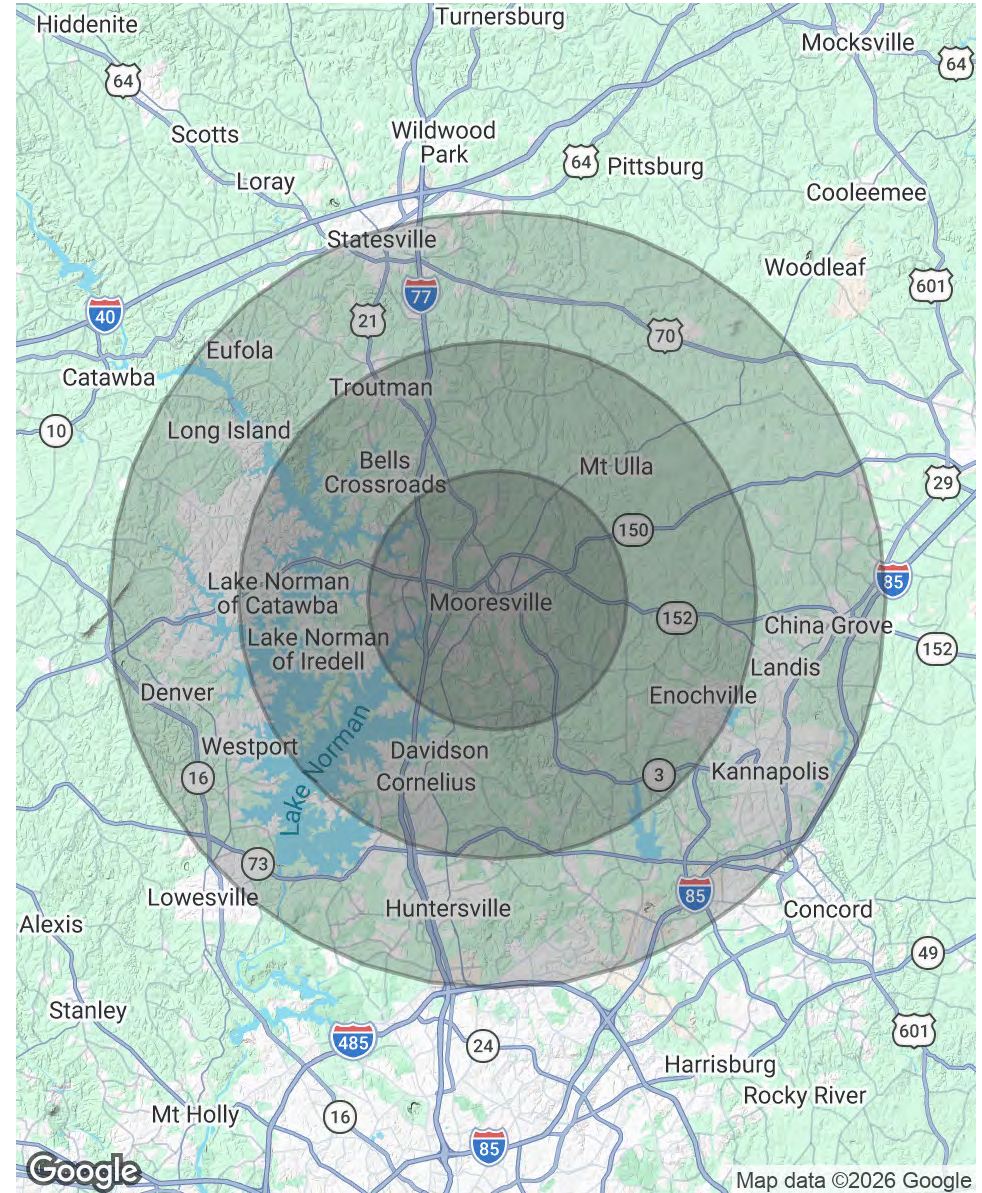 Hiddenite
Turnersburg
Mocksville
64
64
Scotts
Wildwood
Park
64
Pittsburg
Loray
Cooleemee
Statesville
Woodleaf
77
601
40
21
70
Eufola
Catawba
Troutman
10
Long Island
Bells
Crossroads
Mt Ulla
29
150
Lake Norman
of Catawba
85
Mooresville
152
China Grove
Lake Norman
of Iredell
152
Landis
Denver
Enochville
Lake Norman
Westport
Davidson
16
Cornelius
3
Kannapolis
73
Lowesville
85
Huntersville
Concord
Alexis
49
Stanley
485
24
601
Harrisburg
Rocky River
Mt Holly
16
85
Google
Map data ©2026 Google